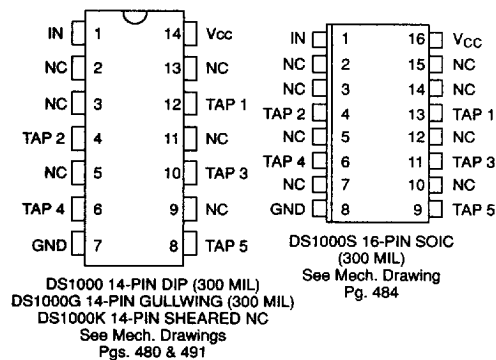 IN 1 14 VCC
NC 2 13 NC
NC 3 12 TAP 1
TAP 2 4 11 NC
NC 5 10 TAP 3
TAP 4 6 9 NC
GND 7 8 TAP 5
DS1000 14-PIN DIP (300 MIL)
DS1000G 14-PIN GULLWING (300 MIL)
DS1000K 14-PIN SHEARED NC
See Mech. Drawings
Pgs. 480 & 491
IN 1 16 VCC
NC 2 15 NC
NC 3 14 NC
TAP 2 4 13 TAP 1
NC 5 12 NC
TAP 4 6 11 TAP 3
NC 7 10 NC
GND 8 9 TAP 5
DS1000S 16-PIN SOIC
(300 MIL)
See Mech. Drawing
Pg. 484